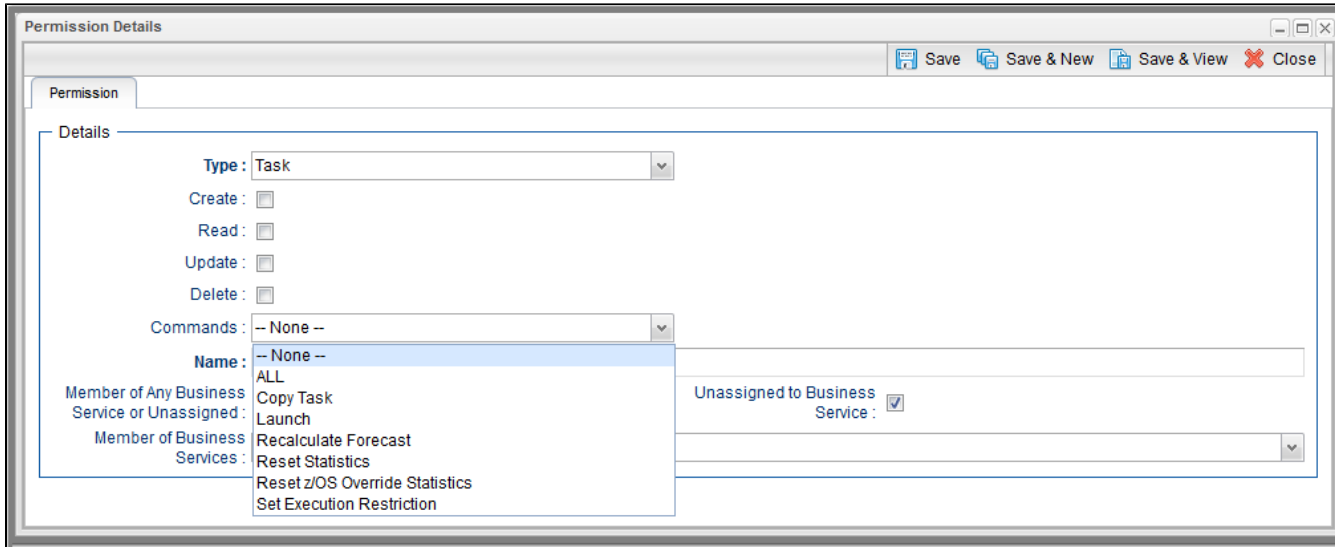 Permission Details
Save Save & New Save & View Close
Permission
Details
Type : Task
Create :
Read :
Update :
Delete :
Commands : -- None --
Name :
-- None --
ALL
Member of Any Business
Service or Unassigned :
Copy Task
Launch
Unassigned to Business
Service :
Member of Business
Services :
Recalculate Forecast
Reset Statistics
Reset z/OS Override Statistics
Set Execution Restriction